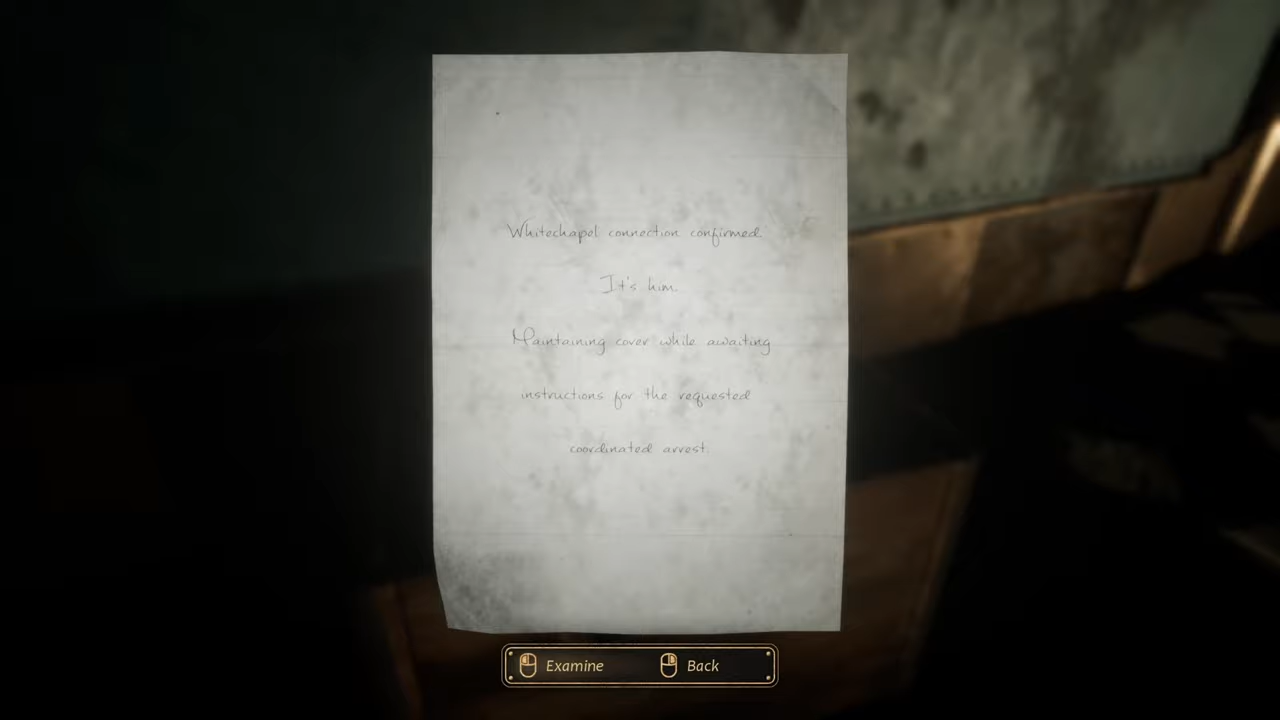 Whitechapel connection confirmed.
It's him.
Maintaining cover while awaiting
instructions for the requested
coordinated arrest.
Examine Back